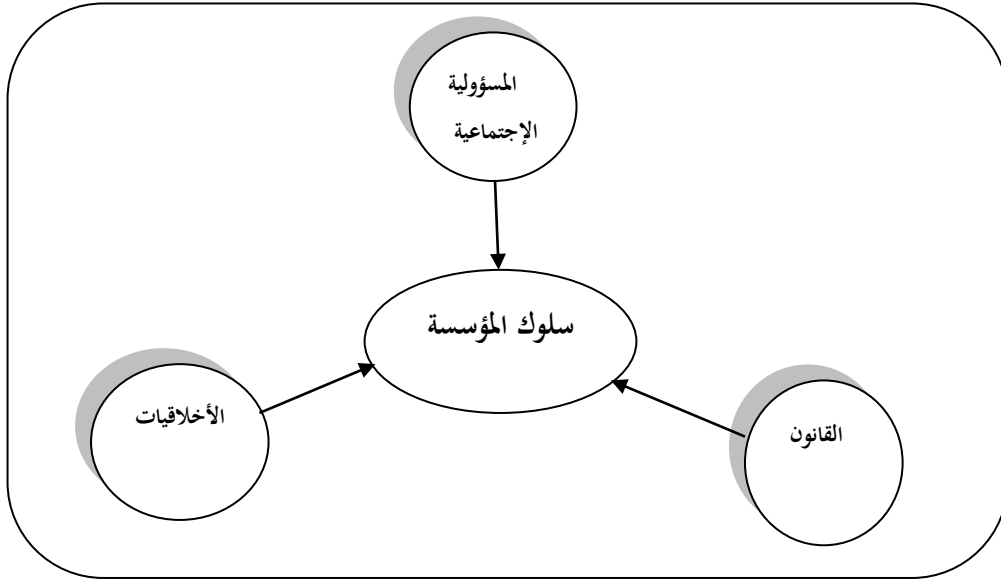 المسؤولية
الإجتماعية
سلوك المؤسسة
الأخلاقيات
القانون